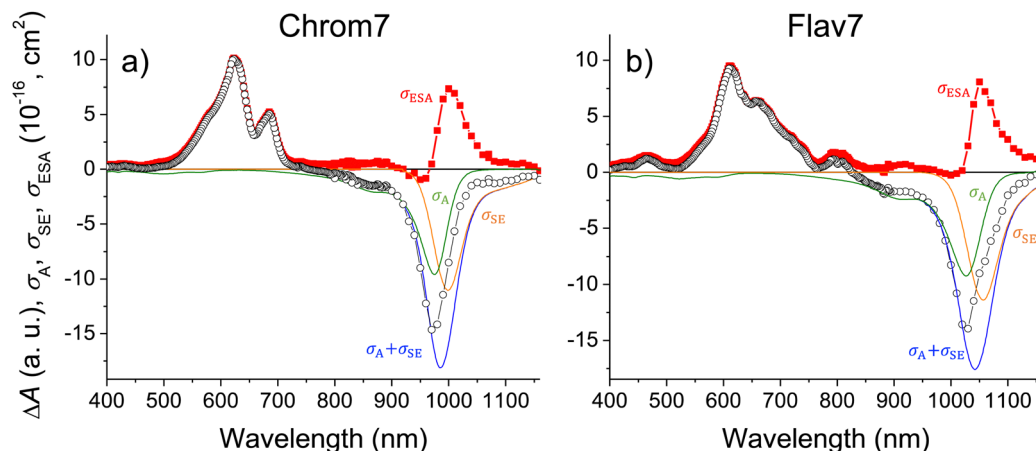 Chrom7
Flav7
ΔA (a. u.), σA, σSE, σESA (10-16, cm2)
a)
b)
σESA
σESA
σA
σA
σSE
σSE
σA+σSE
σA+σSE
10
5
0
-5
-10
-15
10
5
0
-5
-10
-15
400 500 600 700 800 900 1000 1100
400 500 600 700 800 900 1000 1100
Wavelength (nm)
Wavelength (nm)